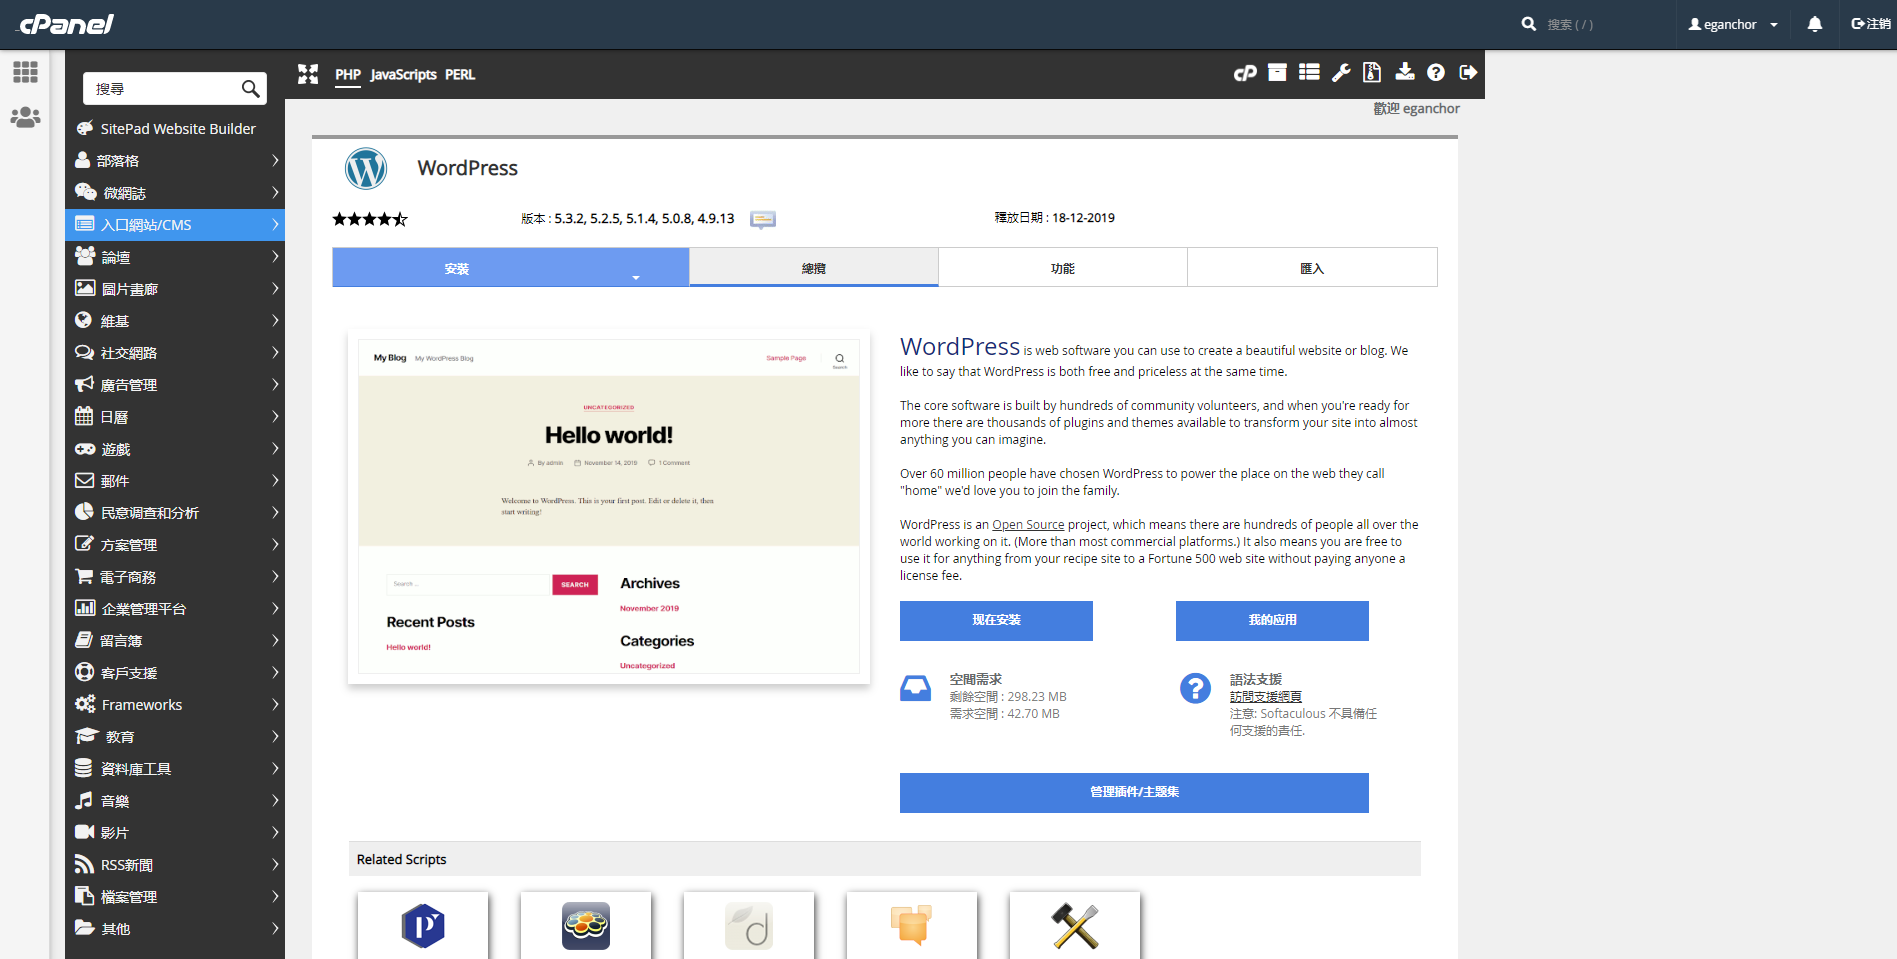 cPanel
搜索 ( / )
eganchor
注銷
搜尋
SitePad Website Builder
部落格
微網誌
入口網站/CMS
論壇
圖片畫廊
維基
社交網路
廣告管理
日曆
遊戲
郵件
民意调查和分析
方案管理
電子商務
企業管理平台
留言簿
客戶支援
Frameworks
教育
資料庫工具
音樂
影片
RSS新聞
檔案管理
其他
PHP JavaScripts PERL
歡迎 eganchor
WordPress
版本 : 5.3.2, 5.2.5, 5.1.4, 5.0.8, 4.9.13
釋放日期 : 18-12-2019
安裝
總攬
功能
匯入
My Blog My WordPress Blog
Sample Page
Search
UNCATEGORIZED
Hello world!
By admin November 14, 2019 1 Comment
Welcome to WordPress. This is your first post. Edit or delete it, then
start writing!
Search …
SEARCH
Recent Posts
Hello world!
Archives
November 2019
Categories
Uncategorized
WordPress is web software you can use to create a beautiful website or blog. We
like to say that WordPress is both free and priceless at the same time.
The core software is built by hundreds of community volunteers, and when you're ready for
more there are thousands of plugins and themes available to transform your site into almost
anything you can imagine.
Over 60 million people have chosen WordPress to power the place on the web they call
"home" we'd love you to join the family.
WordPress is an Open Source project, which means there are hundreds of people all over the
world working on it. (More than most commercial platforms.) It also means you are free to
use it for anything from your recipe site to a Fortune 500 web site without paying anyone a
license fee.
现在安裝
我的应用
空間需求
剩餘空間 : 298.23 MB
需求空間 : 42.70 MB
語法支援
訪問支援網頁
注意: Softaculous 不具備任
何支援的責任.
管理插件/主題集
Related Scripts